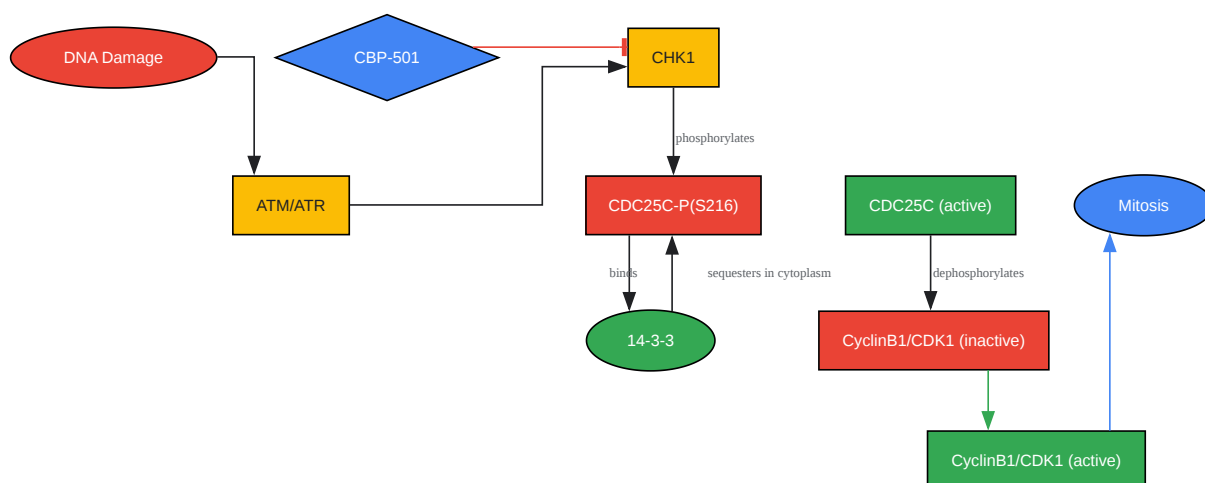 DNA Damage
CBP-501
CHK1
phosphorylates
ATM/ATR
CDC25C-P(S216)
CDC25C (active)
Mitosis
binds
sequesters in cytoplasm
dephosphorylates
14-3-3
CyclinB1/CDK1 (inactive)
CyclinB1/CDK1 (active)